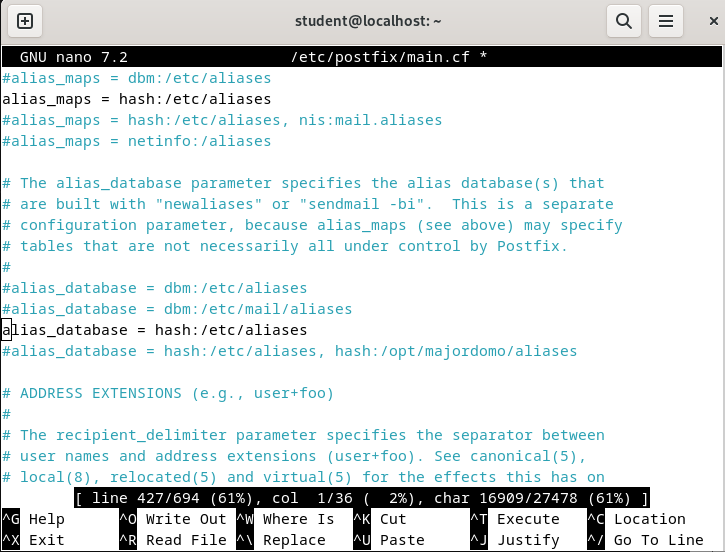 student@localhost: ~
GNU nano 7.2 /etc/postfix/main.cf *
#alias_maps = dbm:/etc/aliases
alias_maps = hash:/etc/aliases
#alias_maps = hash:/etc/aliases, nis:mail.aliases
#alias_maps = netinfo:/aliases
# The alias_database parameter specifies the alias database(s) that
# are built with "newaliases" or "sendmail -bi".  This is a separate
# configuration parameter, because alias_maps (see above) may specify
# tables that are not necessarily all under control by Postfix.
#
#alias_database = dbm:/etc/aliases
#alias_database = dbm:/etc/mail/aliases
alias_database = hash:/etc/aliases
#alias_database = hash:/etc/aliases, hash:/opt/majordomo/aliases
# ADDRESS EXTENSIONS (e.g., user+foo)
#
# The recipient_delimiter parameter specifies the separator between
# user names and address extensions (user+foo). See canonical(5),
# local(8), relocated(5) and virtual(5) for the effects this has on
[ line 427/694 (61%), col  1/36 (  2%), char 16909/27478 (61%) ]
^G Help ^O Write Out ^W Where Is ^K Cut ^T Execute ^C Location
^X Exit ^R Read File ^\ Replace ^U Paste ^J Justify ^/ Go To Line